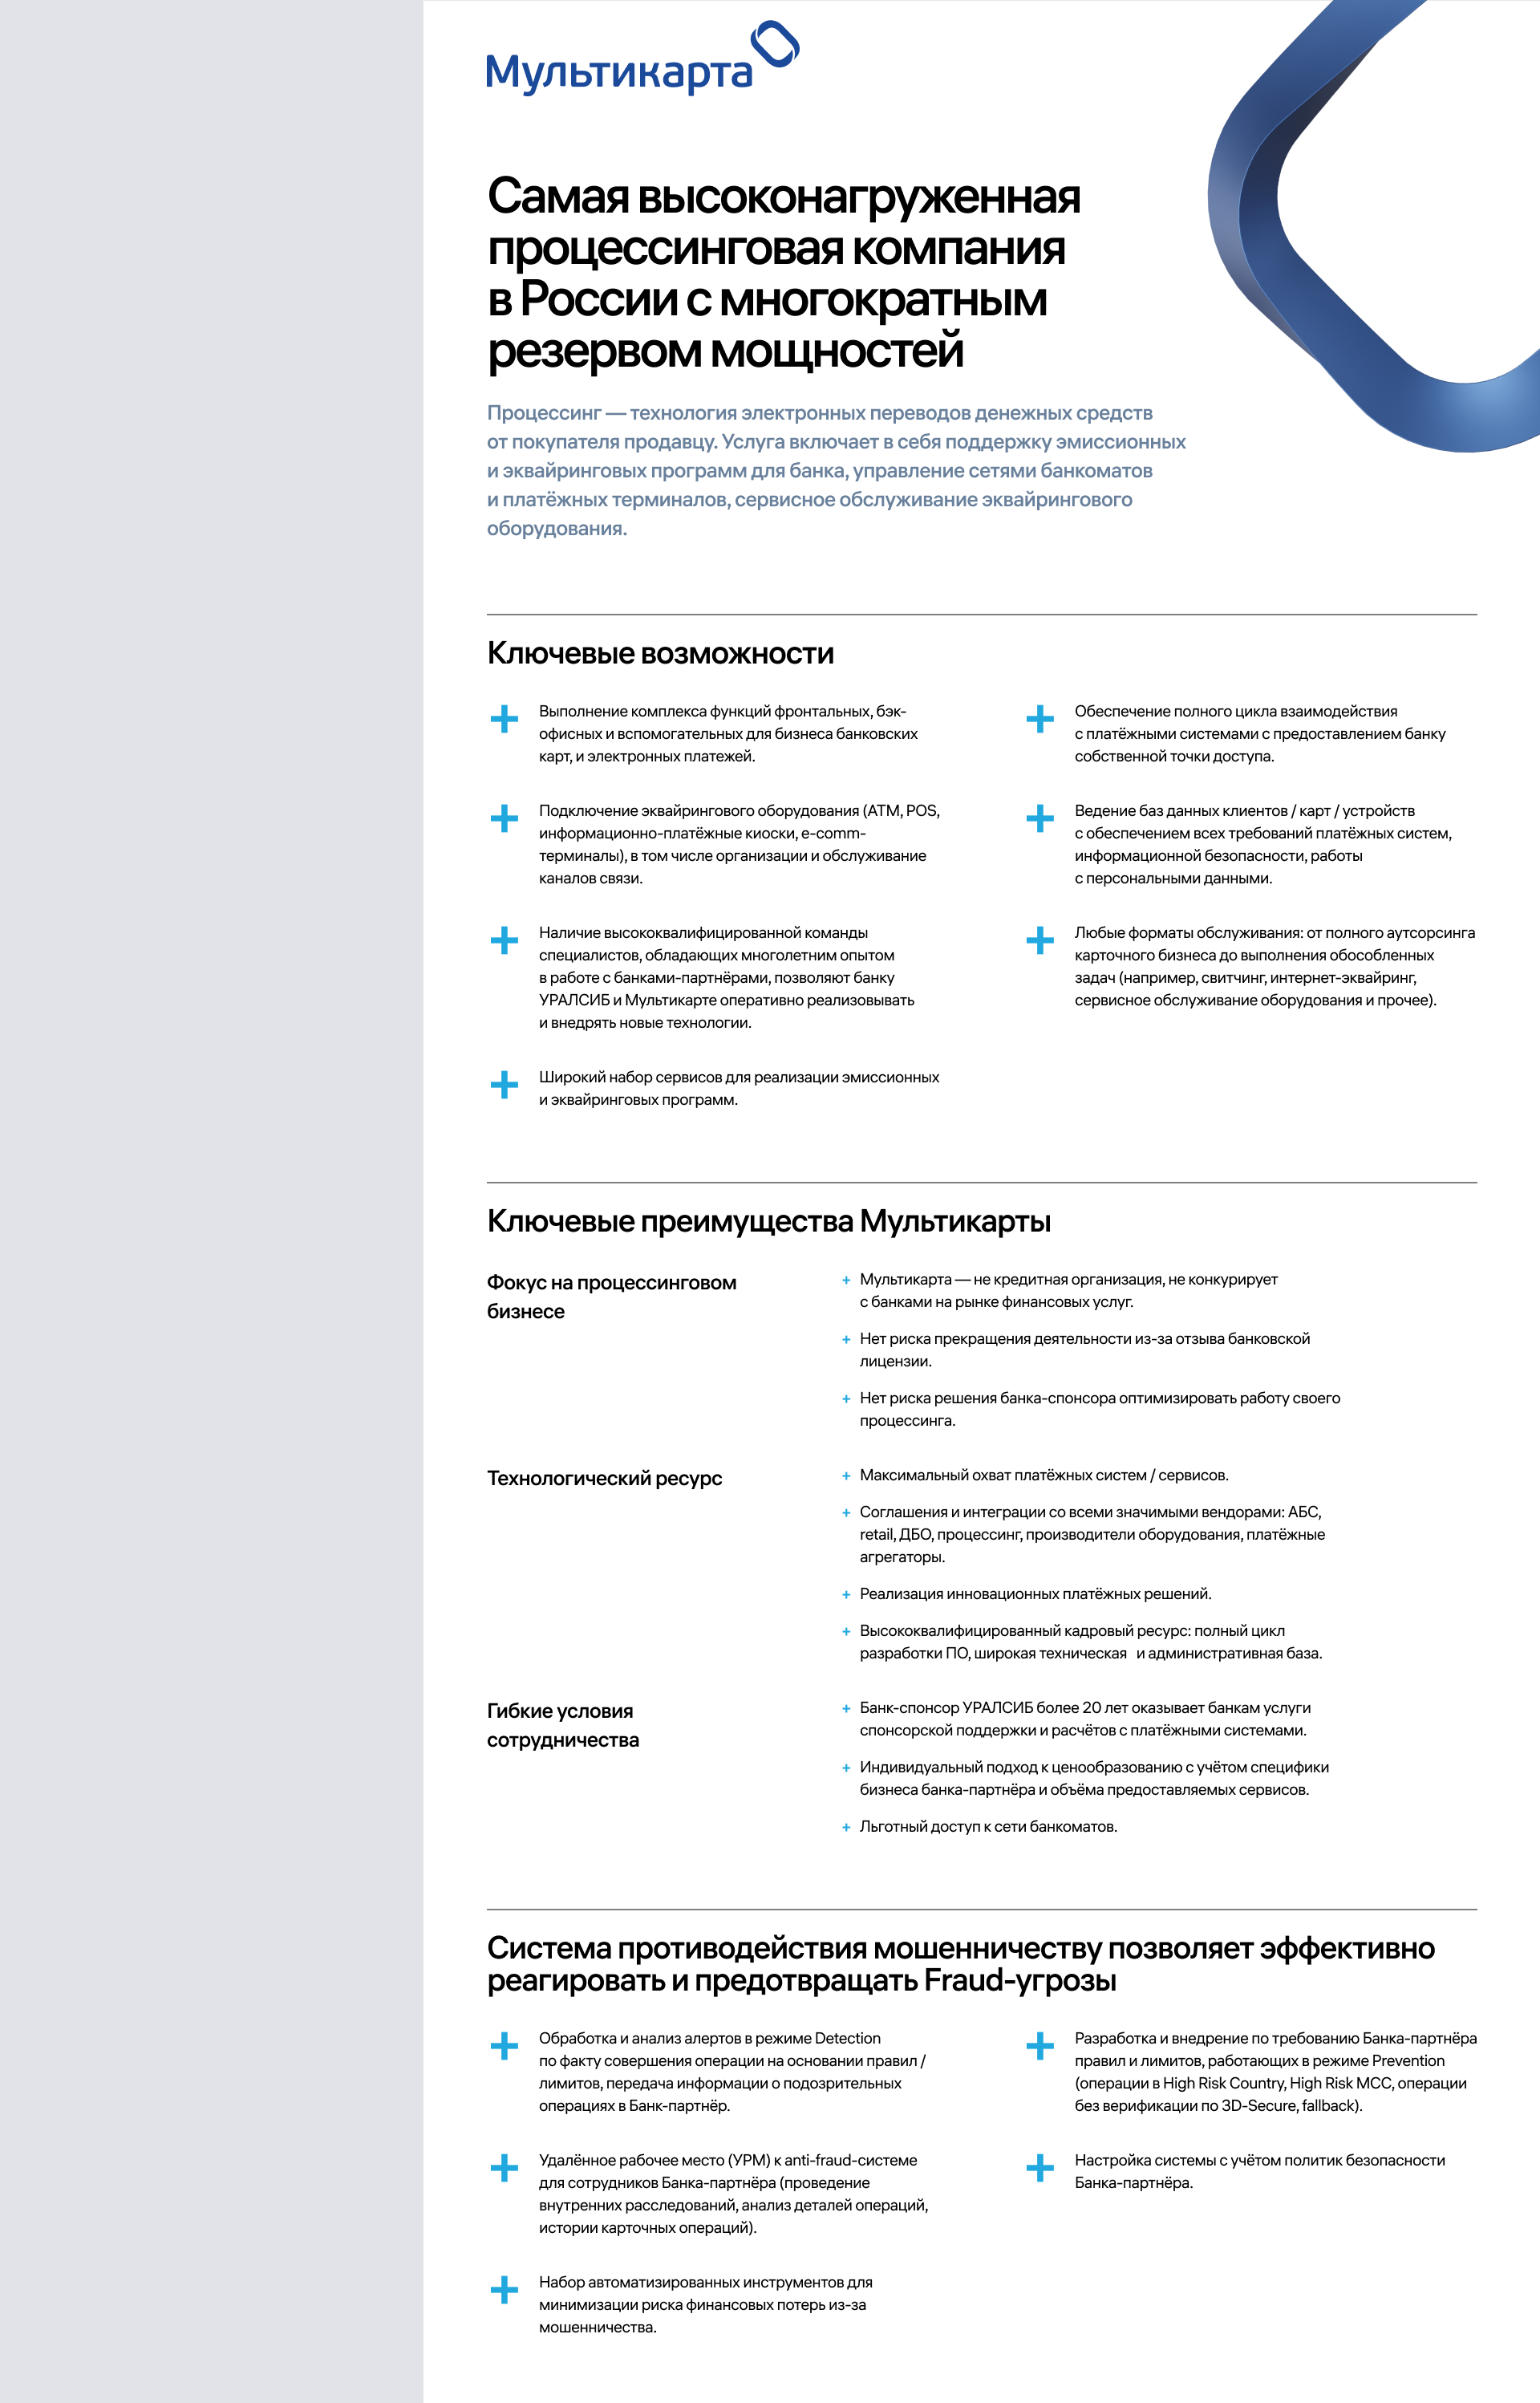 Мультикарта
Самая высоконагруженная
процессинговая компания
в России с многократным
резервом мощностей
Процессинг — технология электронных переводов денежных средств
от покупателя продавцу. Услуга включает в себя поддержку эмиссионных
и эквайринговых программ для банка, управление сетями банкоматов
и платёжных терминалов, сервисное обслуживание эквайрингового
оборудования.
Ключевые возможности
Выполнение комплекса функций фронтальных, бэк-
офисных и вспомогательных для бизнеса банковских
карт, и электронных платежей.
Обеспечение полного цикла взаимодействия
с платёжными системами с предоставлением банку
собственной точки доступа.
Подключение эквайрингового оборудования (ATM, POS,
информационно-платёжные киоски, e-comm-
терминалы), в том числе организации и обслуживание
каналов связи.
Ведение баз данных клиентов / карт / устройств
с обеспечением всех требований платёжных систем,
информационной безопасности, работы
с персональными данными.
Наличие высококвалифицированной команды
специалистов, обладающих многолетним опытом
в работе с банками-партнёрами, позволяют банку
УРАЛСИБ и Мультикарте оперативно реализовывать
и внедрять новые технологии.
Любые форматы обслуживания: от полного аутсорсинга
карточного бизнеса до выполнения обособленных
задач (например, свитчинг, интернет-эквайринг,
сервисное обслуживание оборудования и прочее).
Широкий набор сервисов для реализации эмиссионных
и эквайринговых программ.
Ключевые преимущества Мультикарты
Фокус на процессинговом
бизнесе
+ Мультикарта — не кредитная организация, не конкурирует
с банками на рынке финансовых услуг.
+ Нет риска прекращения деятельности из-за отзыва банковской
лицензии.
+ Нет риска решения банка-спонсора оптимизировать работу своего
процессинга.
Технологический ресурс
+ Максимальный охват платёжных систем / сервисов.
+ Соглашения и интеграции со всеми значимыми вендорами: АБС,
retail, ДБО, процессинг, производители оборудования, платёжные
агрегаторы.
+ Реализация инновационных платёжных решений.
+ Высококвалифицированный кадровый ресурс: полный цикл
разработки ПО, широкая техническая и административная база.
Гибкие условия
сотрудничества
+ Банк-спонсор УРАЛСИБ более 20 лет оказывает банкам услуги
спонсорской поддержки и расчётов с платёжными системами.
+ Индивидуальный подход к ценообразованию с учётом специфики
бизнеса банка-партнёра и объёма предоставляемых сервисов.
+ Льготный доступ к сети банкоматов.
Система противодействия мошенничеству позволяет эффективно
реагировать и предотвращать Fraud-угрозы
Обработка и анализ алертов в режиме Detection
по факту совершения операции на основании правил /
лимитов, передача информации о подозрительных
операциях в Банк-партнёр.
Разработка и внедрение по требованию Банка-партнёра
правил и лимитов, работающих в режиме Prevention
(операции в High Risk Country, High Risk MCC, операции
без верификации по 3D-Secure, fallback).
Удалённое рабочее место (УРМ) к anti-fraud-системе
для сотрудников Банка-партнёра (проведение
внутренних расследований, анализ деталей операций,
истории карточных операций).
Настройка системы с учётом политик безопасности
Банка-партнёра.
Набор автоматизированных инструментов для
минимизации риска финансовых потерь из-за
мошенничества.